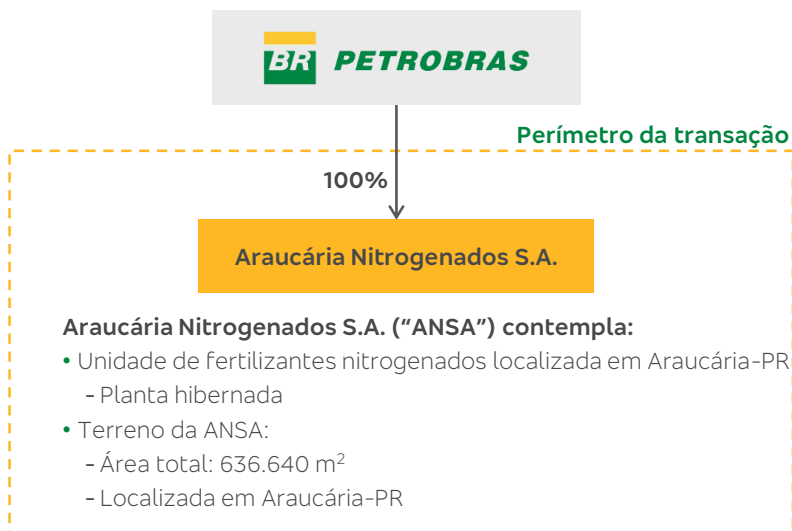 BR PETROBRAS
Perímetro da transação
100%
Araucária Nitrogenados S.A.
Araucária Nitrogenados S.A. (“ANSA”) contempla:
• Unidade de fertilizantes nitrogenados localizada em Araucária-PR
- Planta hibernada
• Terreno da ANSA:
- Área total: 636.640 m²
- Localizada em Araucária-PR